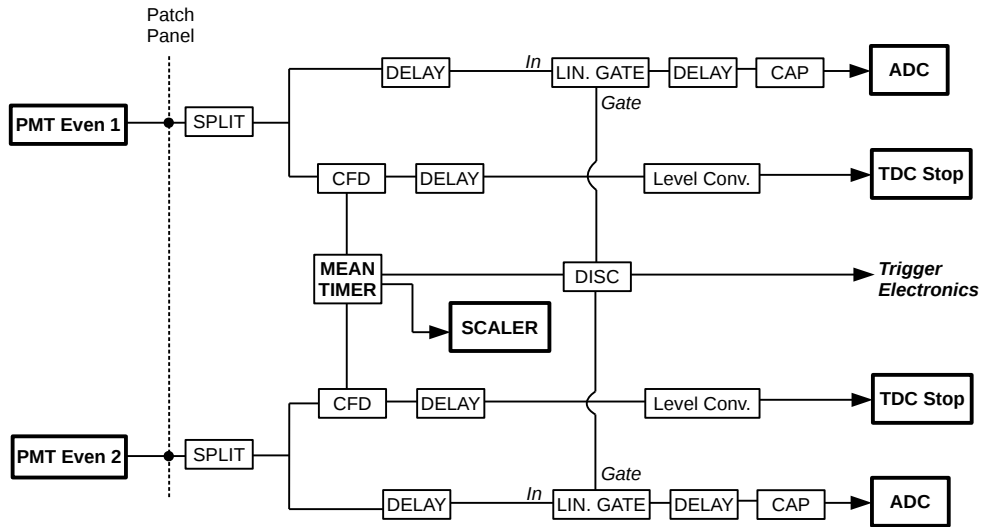 Patch
Panel
In
DELAY
LIN. GATE
DELAY
CAP
ADC
Gate
PMT Even 1
SPLIT
CFD
DELAY
Level Conv.
TDC Stop
MEAN
TIMER
DISC
Trigger
Electronics
SCALER
CFD
DELAY
Level Conv.
TDC Stop
PMT Even 2
SPLIT
Gate
In
DELAY
LIN. GATE
DELAY
CAP
ADC